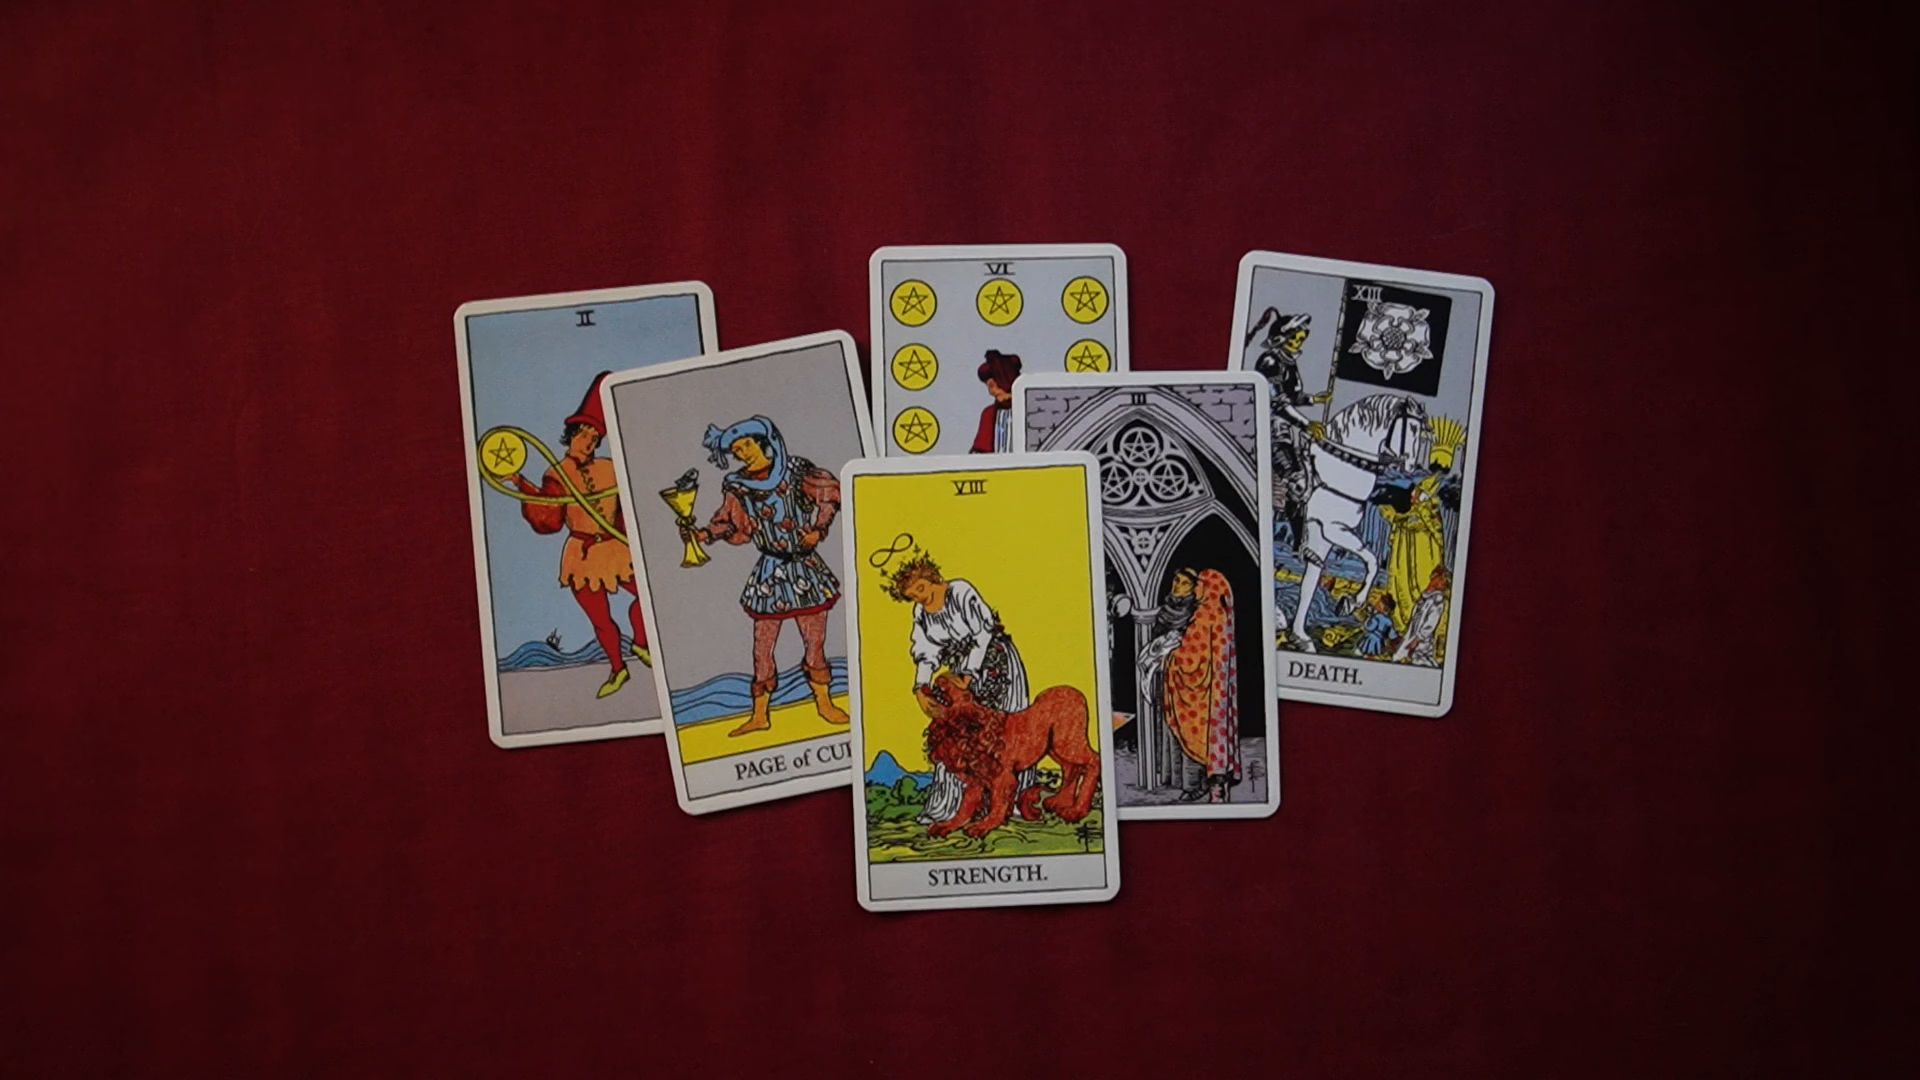 II
VI
XIII
III
VIII
DEATH.
PAGE of CU
STRENGTH.